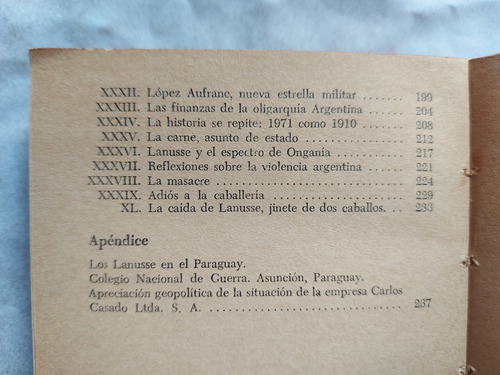 XXXII. López Aufranc, nueva estrella militar ....... 199
XXXIII. Las finanzas de la oligarquía Argentina ...... 204
XXXIV. La historia se repite: 1971 como 1910 ........ 208
XXXV. La carne, asunto de estado ................ 212
XXXVI. Lanusse y el espectro de Onganía .......... 217
XXXVII. Reflexiones sobre la violencia argentina ...... 221
XXXVIII. La masacre ............................ 224
XXXIX. Adiós a la caballería .................... 229
XL. La caída de Lanusse, jinete de dos caballos. .. 233
Apéndice
Los Lanusse en el Paraguay.
Colegio Nacional de Guerra. Asunción, Paraguay.
Apreciación geopolítica de la situación de la empresa Carlos
Casado Ltda. S. A. ............................ 237